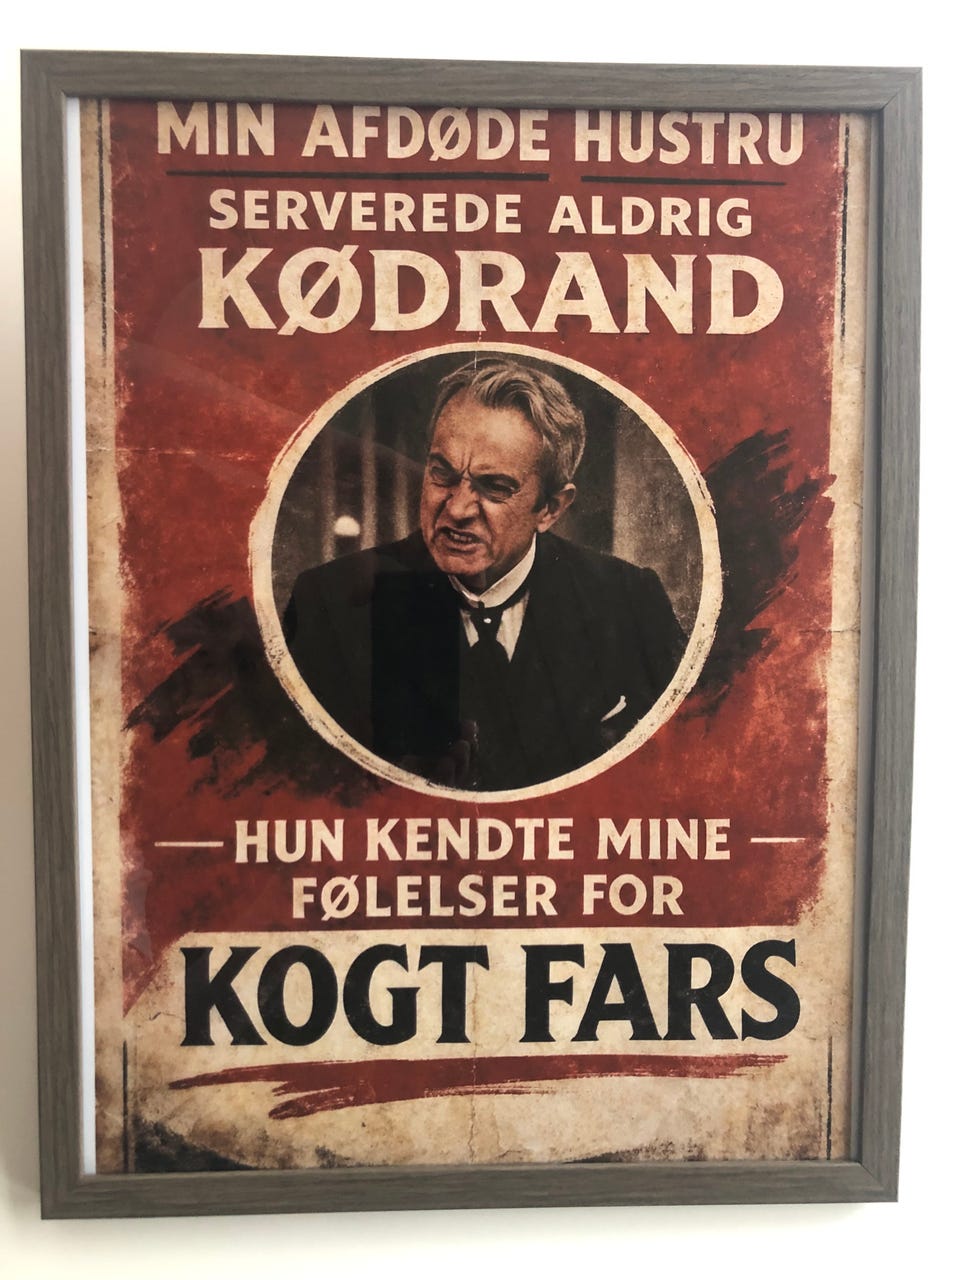 MIN AFDØDE HUSTRU
SERVEREDE ALDRIG
KØDRAND
HUN KENDTE MINE
FØLELSER FOR
KOGT FARS